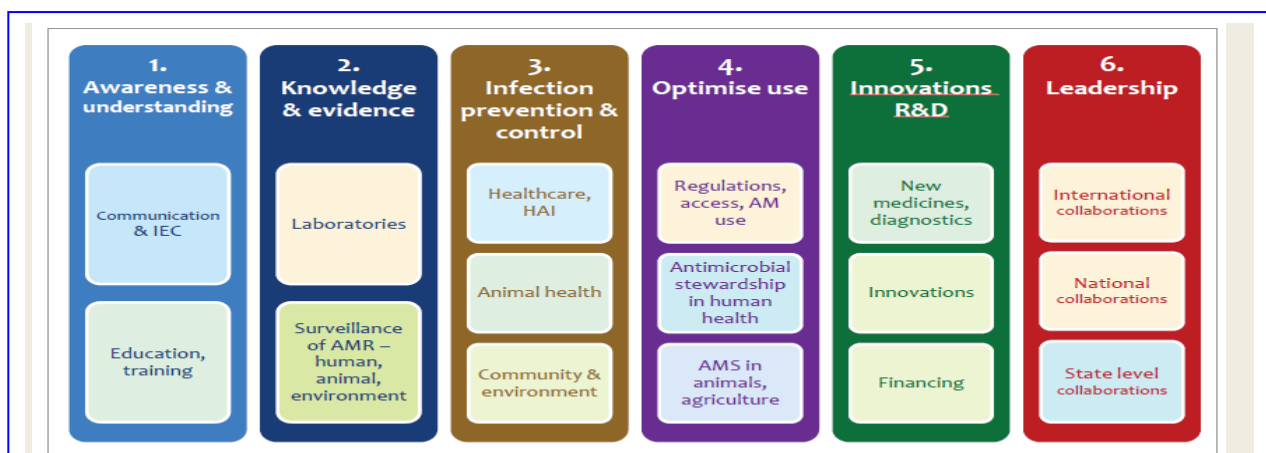 1.
Awareness &
understanding
Communication
& IEC
Education,
training
2.
Knowledge
& evidence
Laboratories
Surveillance
of AMR –
human,
animal,
environment
3.
Infection
prevention &
control
Healthcare,
HAI
Animal health
Community &
environment
4.
Optimise use
Regulations,
access, AM
use
Antimicrobial
stewardship
in human
health
AMS in
animals,
agriculture
5.
Innovations
R&D
New
medicines,
diagnostics
Innovations
Financing
6.
Leadership
International
collaborations
National
collaborations
State level
collaborations